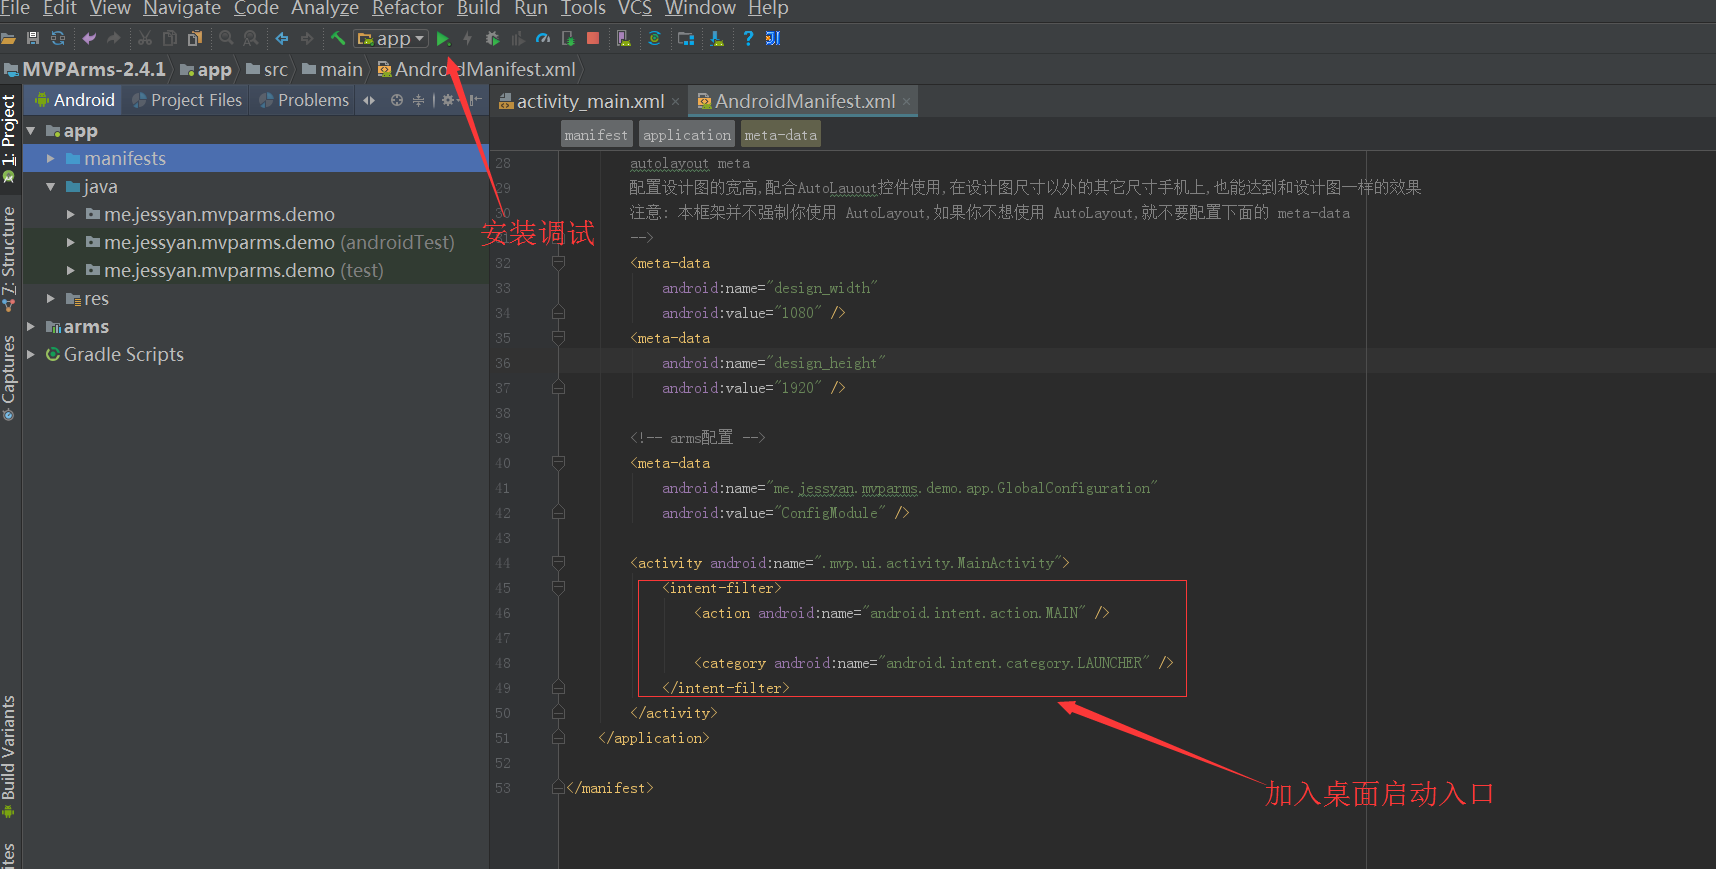 File Edit View Navigate Code Analyze Refactor Build Run Tools VCS Window Help
app
MVPArms-2.4.1 app src main AndroidManifest.xml
Android Project Files Problems
activity_main.xml AndroidManifest.xml
manifest application meta-data
1: Project
7: Structure
Captures
Build Variants
app
manifests
java
me.jessyan.mvparms.demo
me.jessyan.mvparms.demo (androidTest)
me.jessyan.mvparms.demo (test)
res
arms
Gradle Scripts
安装调试
28 autolayout meta
29 配置设计图的宽高,配合AutoLauout控件使用,在设计图尺寸以外的其它尺寸手机上,也能达到和设计图一样的效果
30 注意: 本框架并不强制你使用 AutoLayout,如果你不想使用 AutoLayout,就不要配置下面的 meta-data
-->
32 <meta-data
33 android:name="design_width"
34 android:value="1080" />
35 <meta-data
36 android:name="design_height"
37 android:value="1920" />
38
39 <!-- arms配置 -->
40 <meta-data
41 android:name="me.jessyan.mvparms.demo.app.GlobalConfiguration"
42 android:value="ConfigModule" />
43
44 <activity android:name=".mvp.ui.activity.MainActivity">
45 <intent-filter>
46 <action android:name="android.intent.action.MAIN" />
47
48 <category android:name="android.intent.category.LAUNCHER" />
49 </intent-filter>
50 </activity>
51 </application>
52
53 </manifest>
加入桌面启动入口